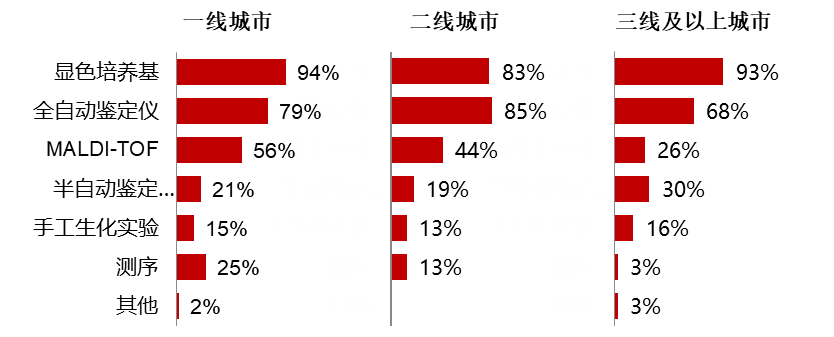 一线城市 二线城市 三线及以上城市
显色培养基 94% 83% 93%
全自动鉴定仪 79% 85% 68%
MALDI-TOF 56% 44% 26%
半自动鉴定... 21% 19% 30%
手工生化实验 15% 13% 16%
测序 25% 13% 3%
其他 2% 3%